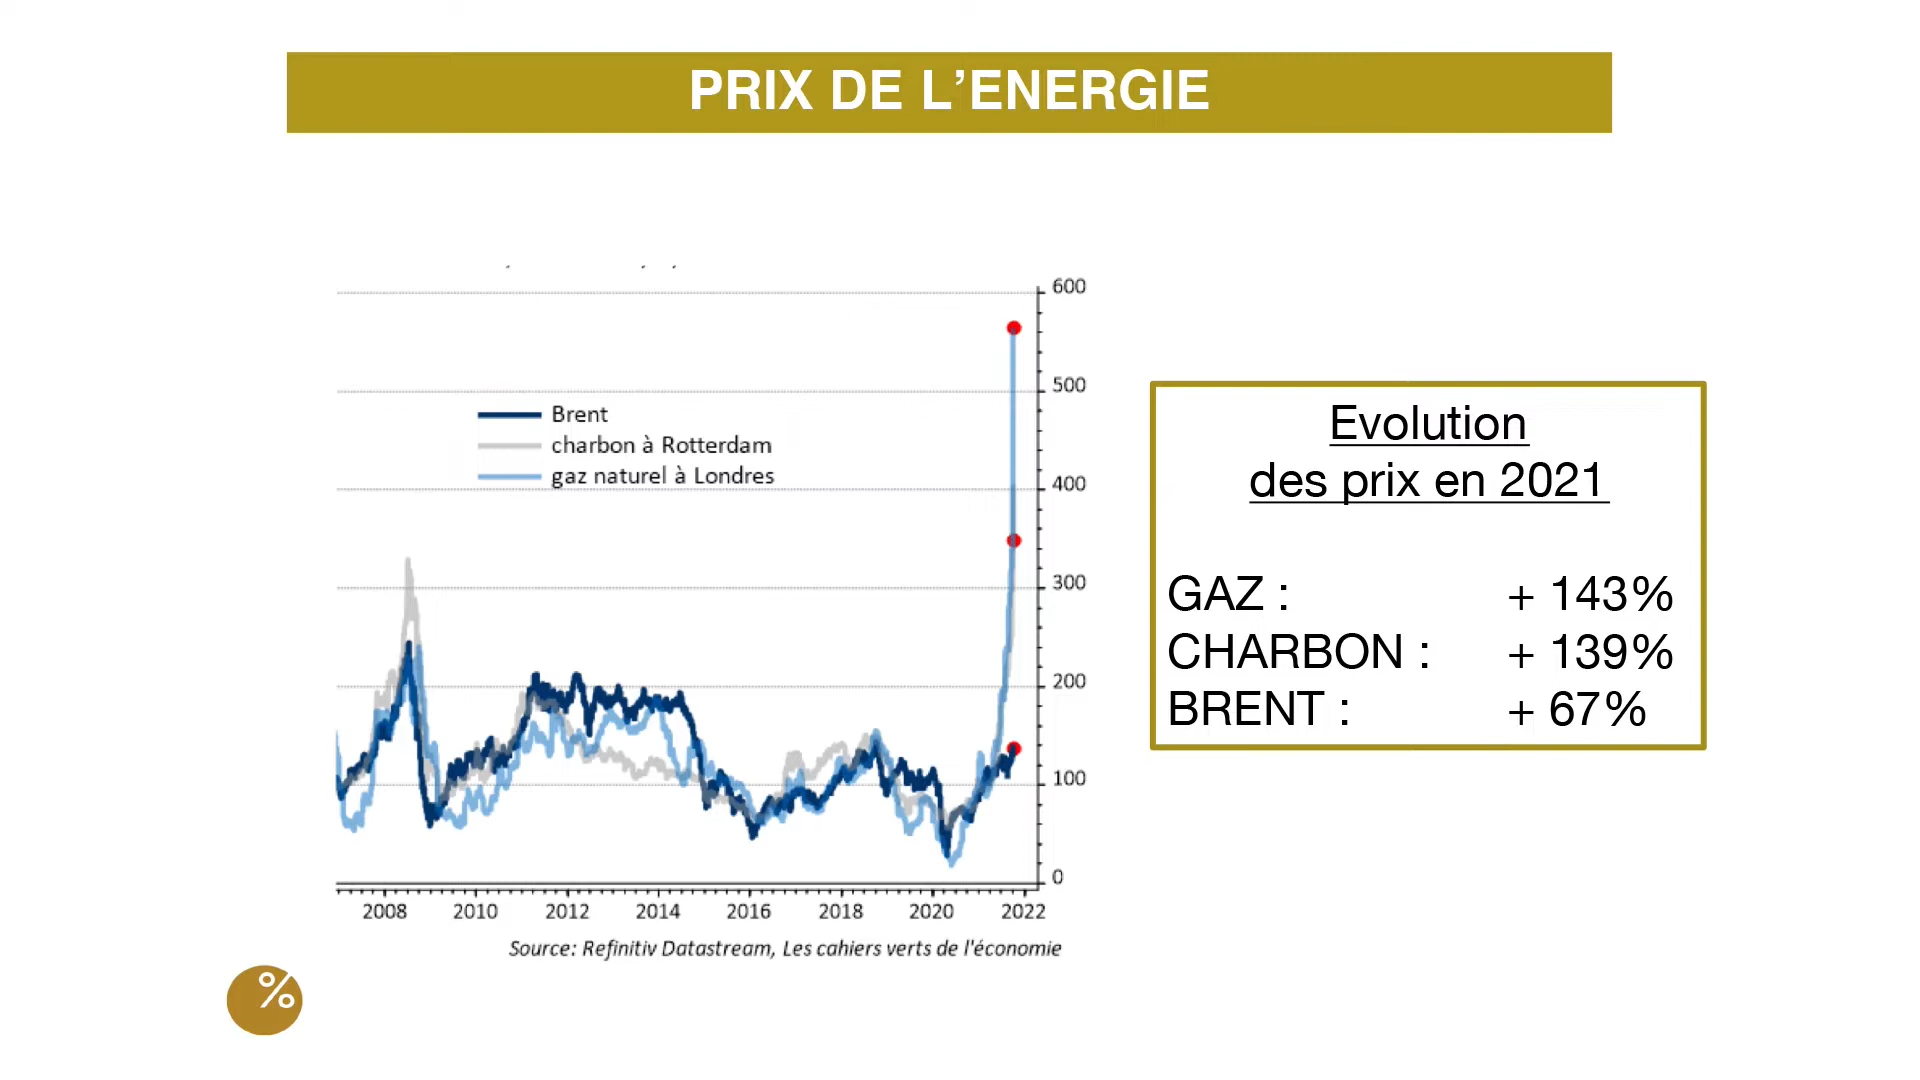 PRIX DE L’ENERGIE
600
500
400
300
200
100
0
Brent
charbon à Rotterdam
gaz naturel à Londres
2008 2010 2012 2014 2016 2018 2020 2022
Source: Refinitiv Datastream, Les cahiers verts de l'économie
Evolution
des prix en 2021
GAZ : + 143%
CHARBON : + 139%
BRENT : + 67%
%